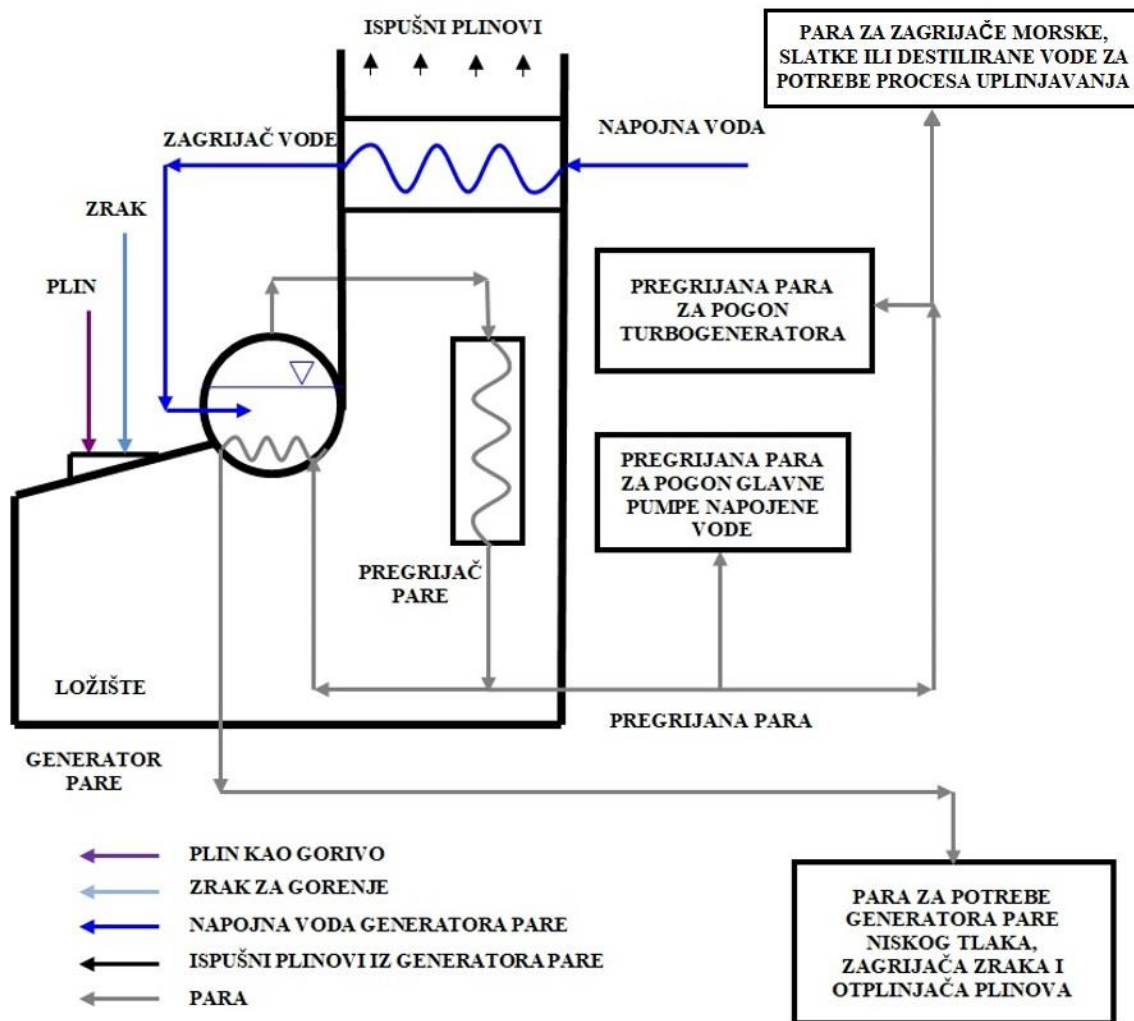 ISPUŠNI PLINOVI
PARA ZA ZAGRIJAČE MORSKE,
SLATKE ILI DESTILIRANE VODE ZA
POTREBE PROCESA UPLINJAVANJA
ZAGRIJAČ VODE
NAPOJNA VODA
ZRAK
PLIN
PREGRIJANA PARA
ZA POGON
TURBOGENERATORA
PREGRIJANA PARA
ZA POGON GLAVNE
PUMPE NAPOJENE
VODE
PREGRIJAČ
PARE
LOŽIŠTE
PREGRIJANA PARA
GENERATOR
PARE
PLIN KAO GORIVO
ZRAK ZA GORENJE
NAPOJNA VODA GENERATORA PARE
ISPUŠNI PLINOVI IZ GENERATORA PARE
PARA
PARA ZA POTREBE
GENERATORA PARE
NISKOG TLAKA,
ZAGRIJAČA ZRAKA I
OTPLINJAČA PLINOVA